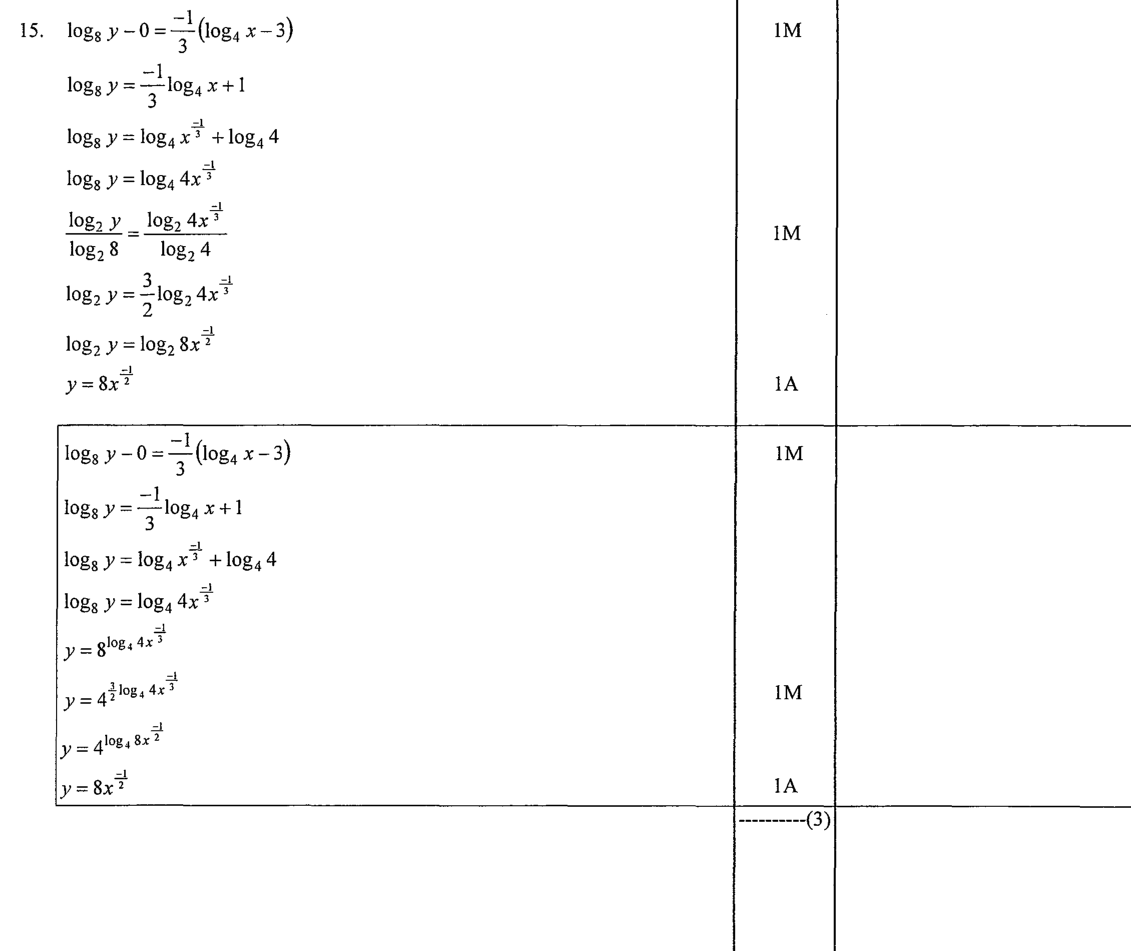 15. log₈ y − 0 = −1/3 (log₄ x − 3) 1M
log₈ y = −1/3 log₄ x + 1
log₈ y = log₄ x^(−1/3) + log₄ 4
log₈ y = log₄ 4x^(−1/3)
log₂ y / log₂ 8 = log₂ 4x^(−1/3) / log₂ 4 1M
log₂ y = 3/2 log₂ 4x^(−1/3)
log₂ y = log₂ 8x^(−1/2)
y = 8x^(−1/2) 1A
log₈ y − 0 = −1/3 (log₄ x − 3) 1M
log₈ y = −1/3 log₄ x + 1
log₈ y = log₄ x^(−1/3) + log₄ 4
log₈ y = log₄ 4x^(−1/3)
y = 8^(log₄ 4x^(−1/3))
y = 4^(3/2 log₄ 4x^(−1/3)) 1M
y = 4^(log₄ 8x^(−1/2))
y = 8x^(−1/2) 1A
----------(3)